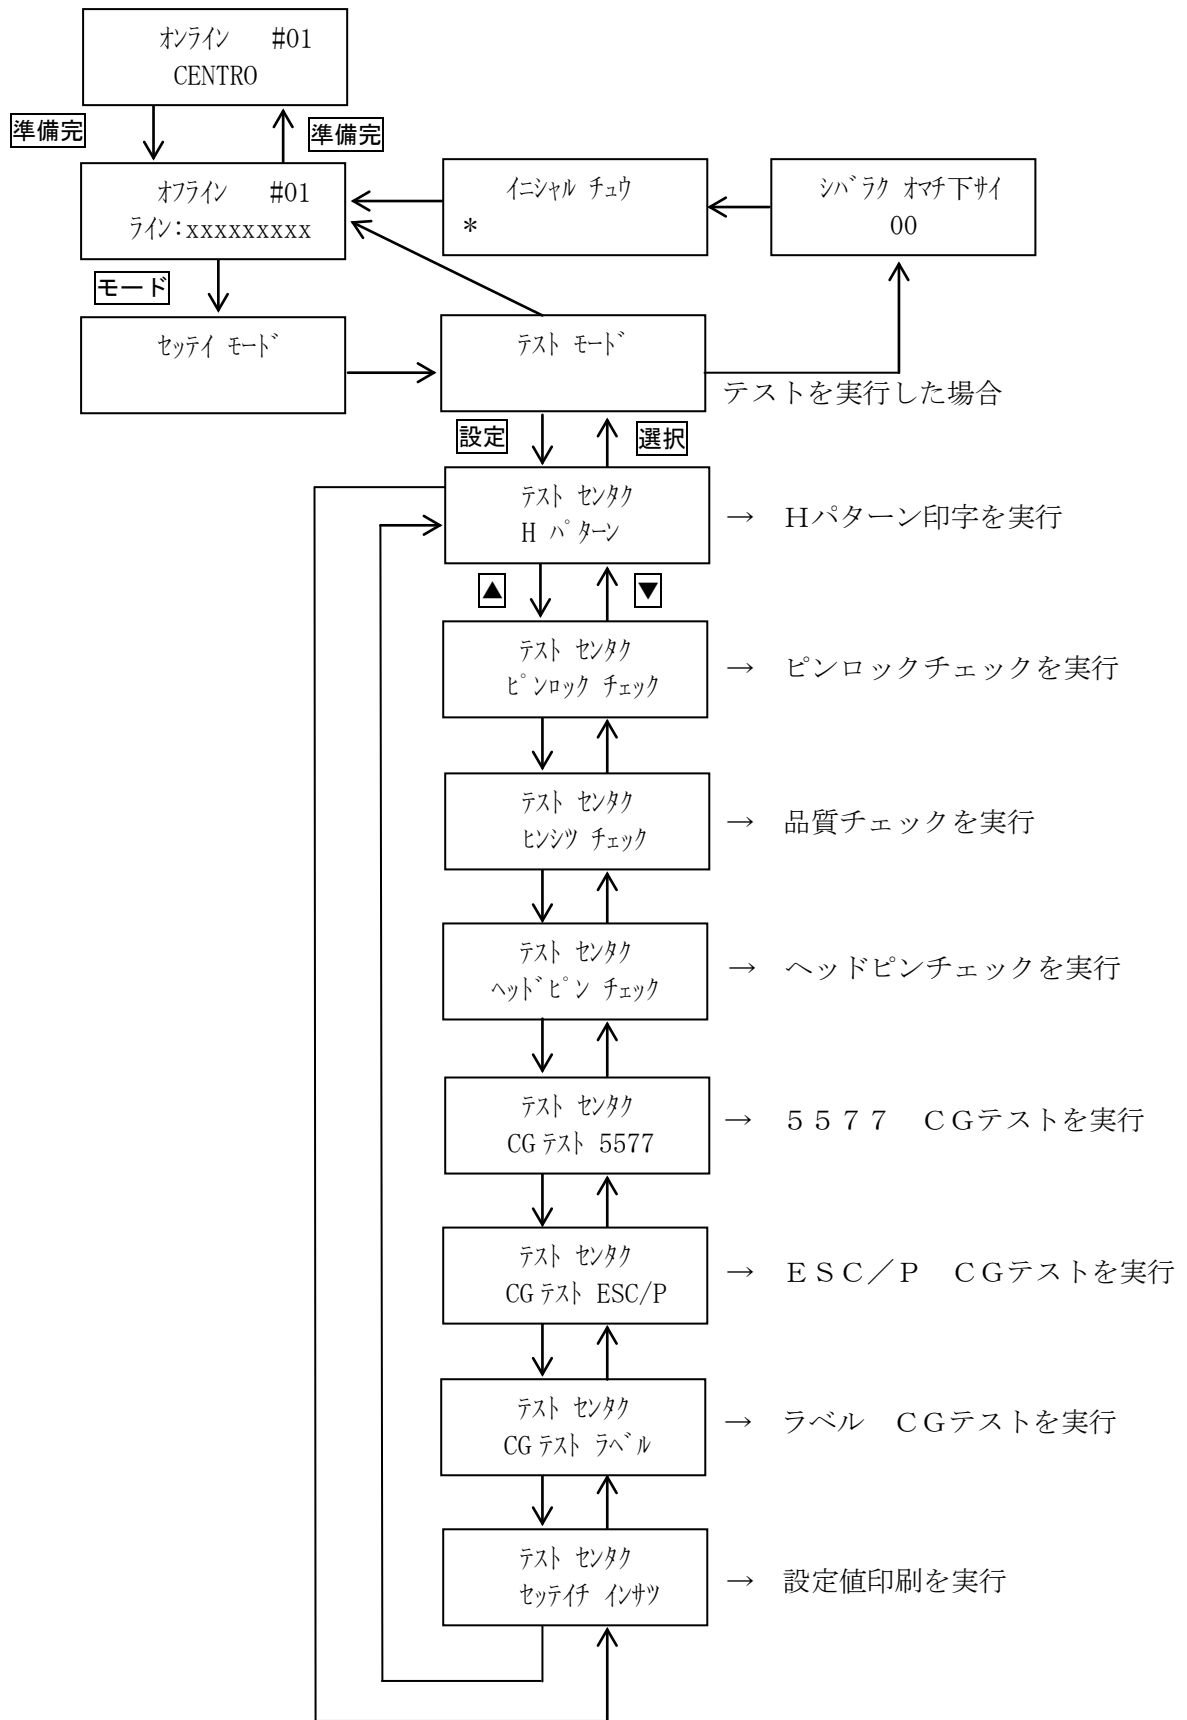 オンライン #01
CENTRO
準備完
準備完
オフライン #01
ライン:xxxxxxxxx
イニシャル チュウ
*
シバラク オマチ下サイ
00
モード
セッテイ モード
テスト モード
テストを実行した場合
設定
選択
テスト センタク
H パターン
→ Hパターン印字を実行
▲
▼
テスト センタク
ピンロック チェック
→ ピンロックチェックを実行
テスト センタク
ヒンシツ チェック
→ 品質チェックを実行
テスト センタク
ヘッドピン チェック
→ ヘッドピンチェックを実行
テスト センタク
CG テスト 5577
→ 5577 CGテストを実行
テスト センタク
CG テスト ESC/P
→ ESC/P CGテストを実行
テスト センタク
CG テスト ラベル
→ ラベル CGテストを実行
テスト センタク
セッテイチ インサツ
→ 設定値印刷を実行